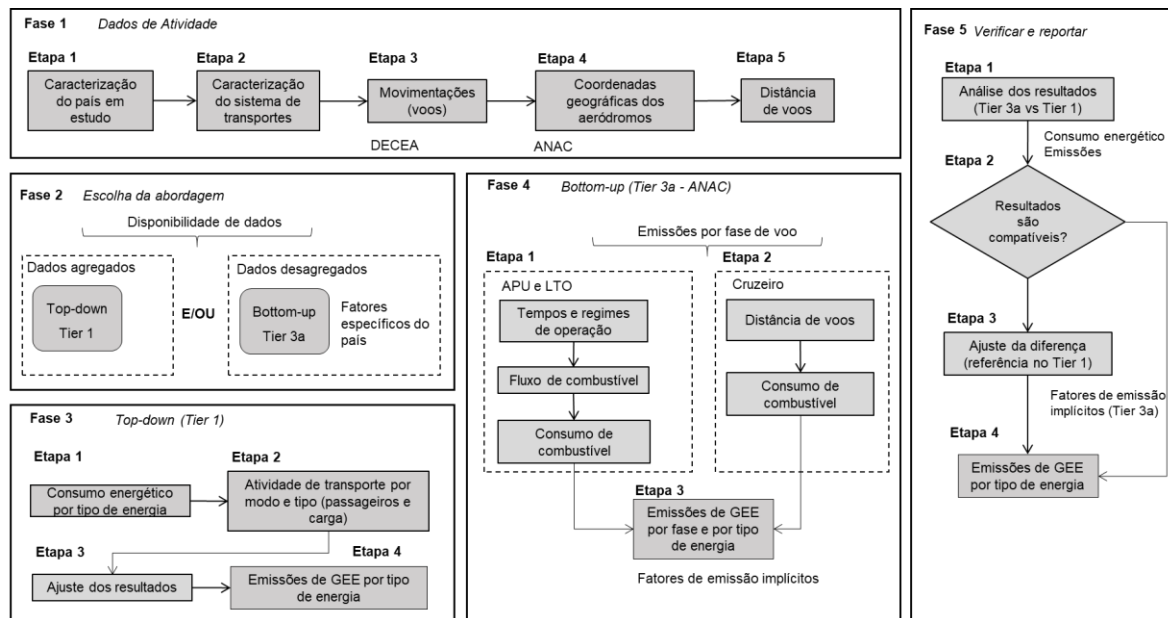 Fase 1 Dados de Atividade
Etapa 1
Caracterização
do país em
estudo
Etapa 2
Caracterização
do sistema de
transportes
Etapa 3
Movimentações
(voos)
DECEA
Etapa 4
Coordenadas
geográficas dos
aeródromos
ANAC
Etapa 5
Distância
de voos
Fase 2 Escolha da abordagem
Disponibilidade de dados
Dados agregados
Top-down
Tier 1
E/OU
Dados desagregados
Bottom-up
Tier 3a
Fatores
específicos do
país
Fase 3 Top-down (Tier 1)
Etapa 1
Consumo energético
por tipo de energia
Etapa 2
Atividade de transporte por
modo e tipo (passageiros e
carga)
Etapa 3
Ajuste dos resultados
Etapa 4
Emissões de GEE por tipo
de energia
Fase 4 Bottom-up (Tier 3a - ANAC)
Emissões por fase de voo
Etapa 1
APU e LTO
Tempos e regimes
de operação
Fluxo de combustível
Consumo de
combustível
Etapa 2
Cruzeiro
Distância de voos
Consumo de
combustível
Etapa 3
Emissões de GEE
por fase e por tipo
de energia
Fatores de emissão implícitos
Fase 5 Verificar e reportar
Etapa 1
Análise dos resultados
(Tier 3a vs Tier 1)
Consumo energético
Emissões
Etapa 2
Resultados
são
compatíveis?
Etapa 3
Ajuste da diferença
(referência no Tier 1)
Fatores de emissão
implícitos (Tier 3a)
Etapa 4
Emissões de GEE
por tipo de energia